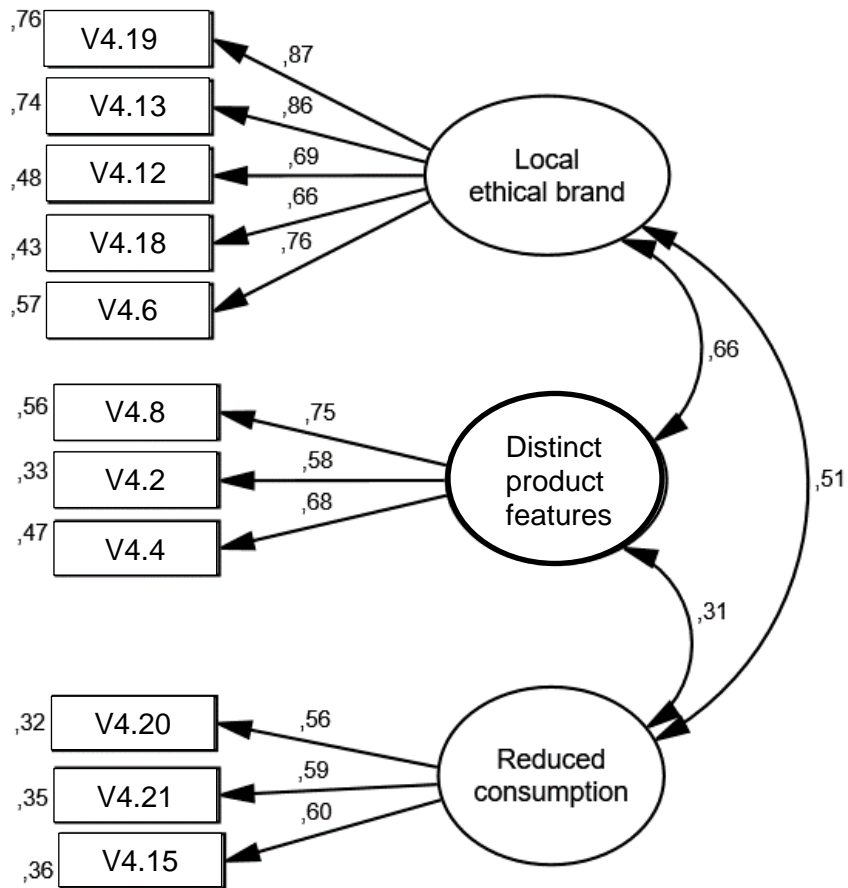 ,76
V4.19
,87
,74
V4.13
,86
,48
V4.12
,69
Local
ethical brand
,43
V4.18
,66
,57
V4.6
,76
,66
,56
V4.8
,75
,33
V4.2
,58
Distinct
product
features
,47
V4.4
,68
,51
,31
,32
V4.20
,56
,35
V4.21
,59
Reduced
consumption
,36
V4.15
,60